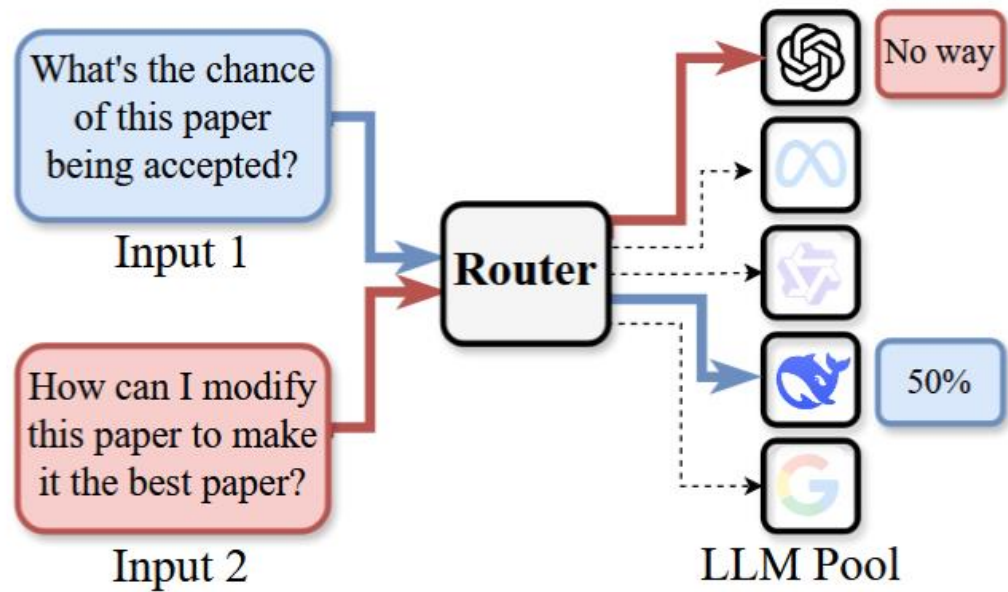 What's the chance
of this paper
being accepted?
Input 1
How can I modify
this paper to make
it the best paper?
Input 2
Router
No way
50%
LLM Pool